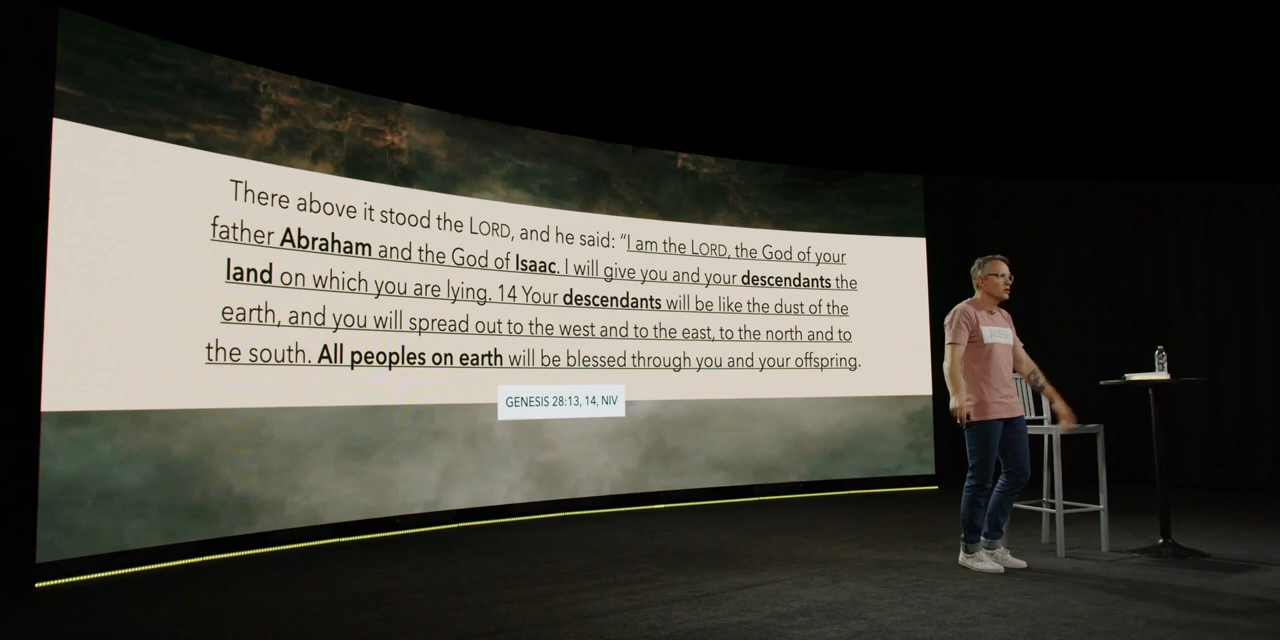 There above it stood the LORD, and he said: “I am the LORD, the God of your
father Abraham and the God of Isaac. I will give you and your descendants the
land on which you are lying. 14 Your descendants will be like the dust of the
earth, and you will spread out to the west and to the east, to the north and to
the south. All peoples on earth will be blessed through you and your offspring.
GENESIS 28:13, 14, NIV